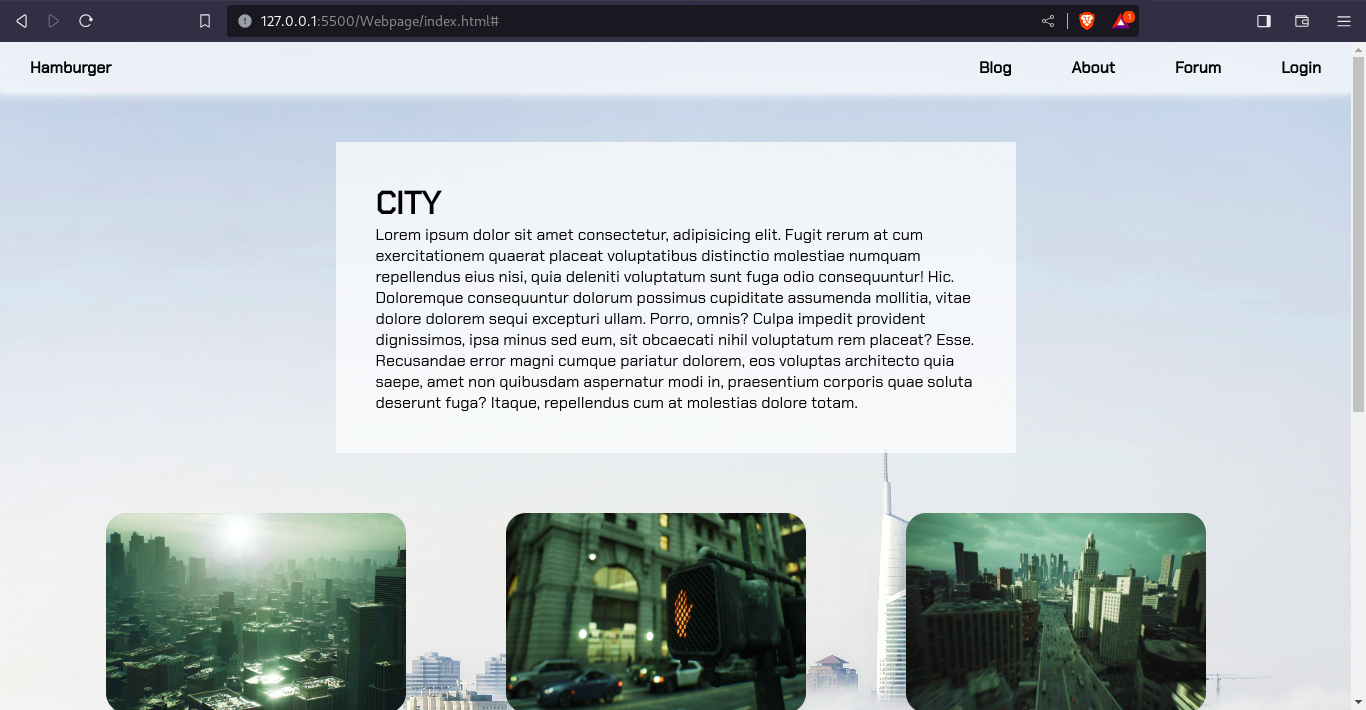 127.0.0.1:5500/Webpage/index.html#
1
Hamburger
Blog
About
Forum
Login
CITY
Lorem ipsum dolor sit amet consectetur, adipisicing elit. Fugit rerum at cum
exercitationem quaerat placeat voluptatibus distinctio molestiae numquam
repellendus eius nisi, quia deleniti voluptatum sunt fuga odio consequuntur! Hic.
Doloremque consequuntur dolorum possimus cupiditate assumenda mollitia, vitae
dolore dolorem sequi excepturi ullam. Porro, omnis? Culpa impedit provident
dignissimos, ipsa minus sed eum, sit obcaecati nihil voluptatum rem placeat? Esse.
Recusandae error magni cumque pariatur dolorem, eos voluptas architecto quia
saepe, amet non quibusdam aspernatur modi in, praesentium corporis quae soluta
deserunt fuga? Itaque, repellendus cum at molestias dolore totam.